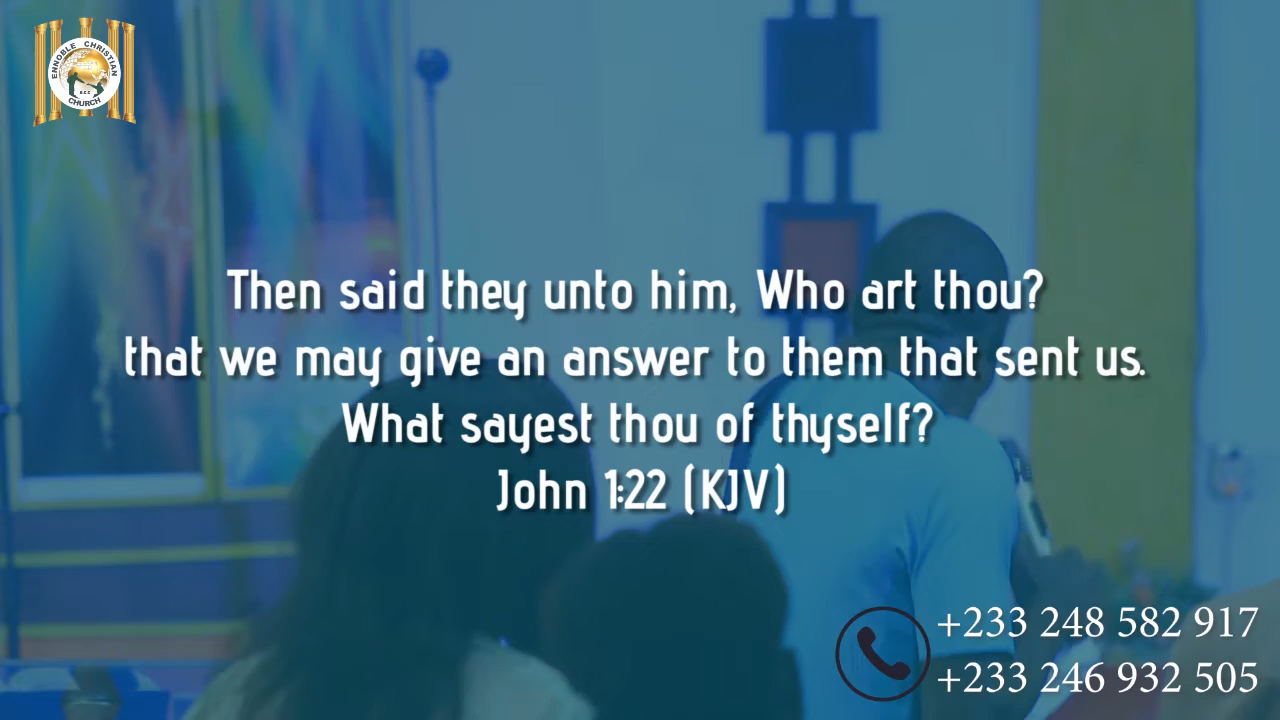 ENNOBLE CHRISTIAN
E.C.C
CHURCH
Then said they unto him, Who art thou?
that we may give an answer to them that sent us.
What sayest thou of thyself?
John 1:22 (KJV)
+233 248 582 917
+233 246 932 505